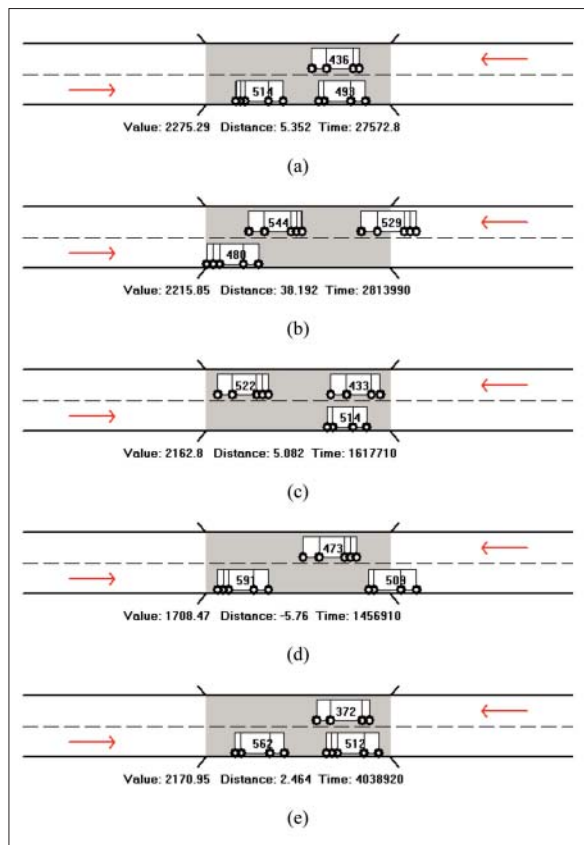 436
514 493
Value: 2275.29 Distance: 5.352 Time: 27572.8
(a)
544 529
480
Value: 2215.85 Distance: 38.192 Time: 2813990
(b)
522 433
514
Value: 2162.8 Distance: 5.082 Time: 1617710
(c)
473
591 503
Value: 1708.47 Distance: -5.76 Time: 1456910
(d)
372
562 512
Value: 2170.95 Distance: 2.464 Time: 4038920
(e)